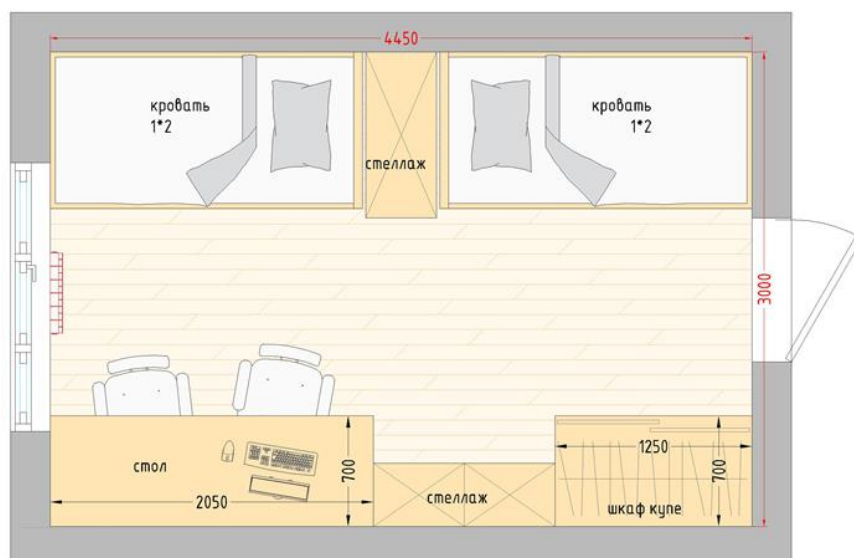 4450
кровать
1*2
кровать
1*2
стеллаж
3000
стол
2050
700
стеллаж
1250
700
шкаф купе